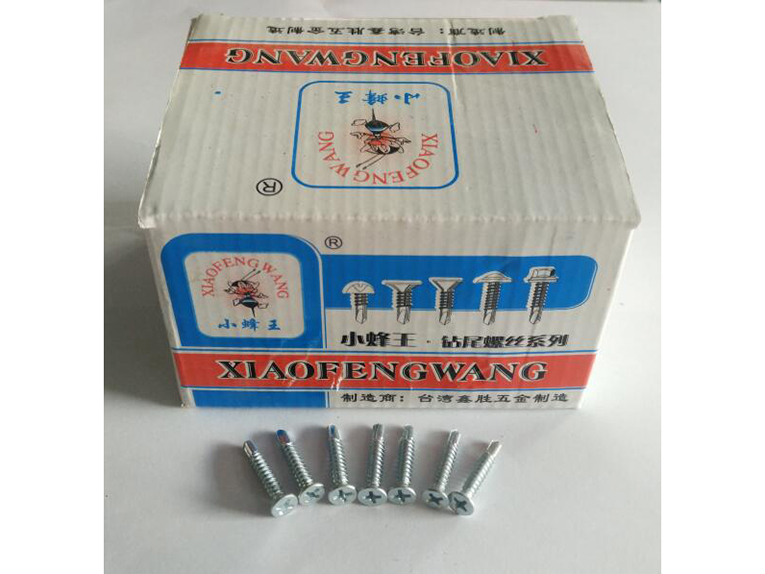 制造商：台湾鑫胜五金制造
XIAOFENGWANG
小蜂王
XIAOFENGWANG
®
®
XIAOFENG WANG
小蜂王
小蜂王·钻尾螺丝系列
XIAOFENGWANG
制造商：台湾鑫胜五金制造